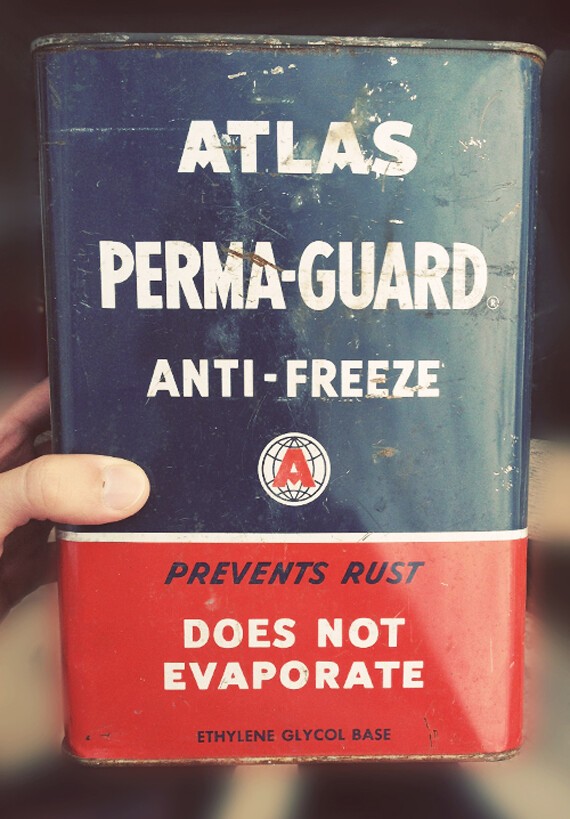 ATLAS
PERMA-GUARD®
ANTI-FREEZE
A
PREVENTS RUST
DOES NOT
EVAPORATE
ETHYLENE GLYCOL BASE